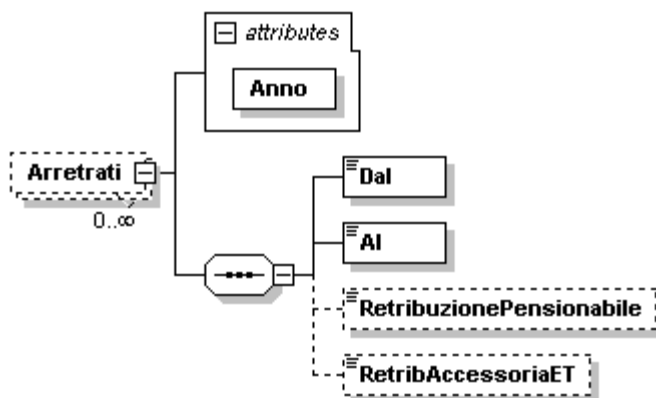 attributes
Anno
Arretrati
0..∞
Dal
Al
RetribuzionePensionabile
RetribAccessoriaET